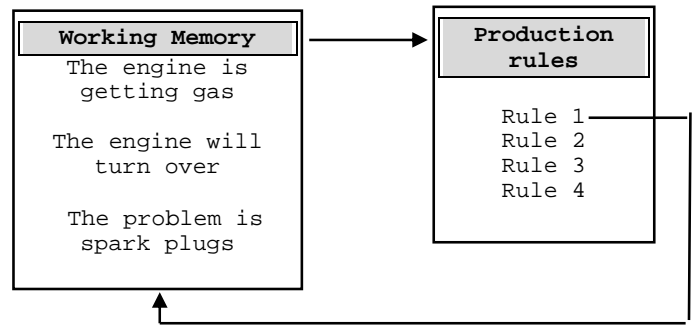 Working Memory
The engine is
getting gas
The engine will
turn over
The problem is
spark plugs
Production
rules
Rule 1
Rule 2
Rule 3
Rule 4